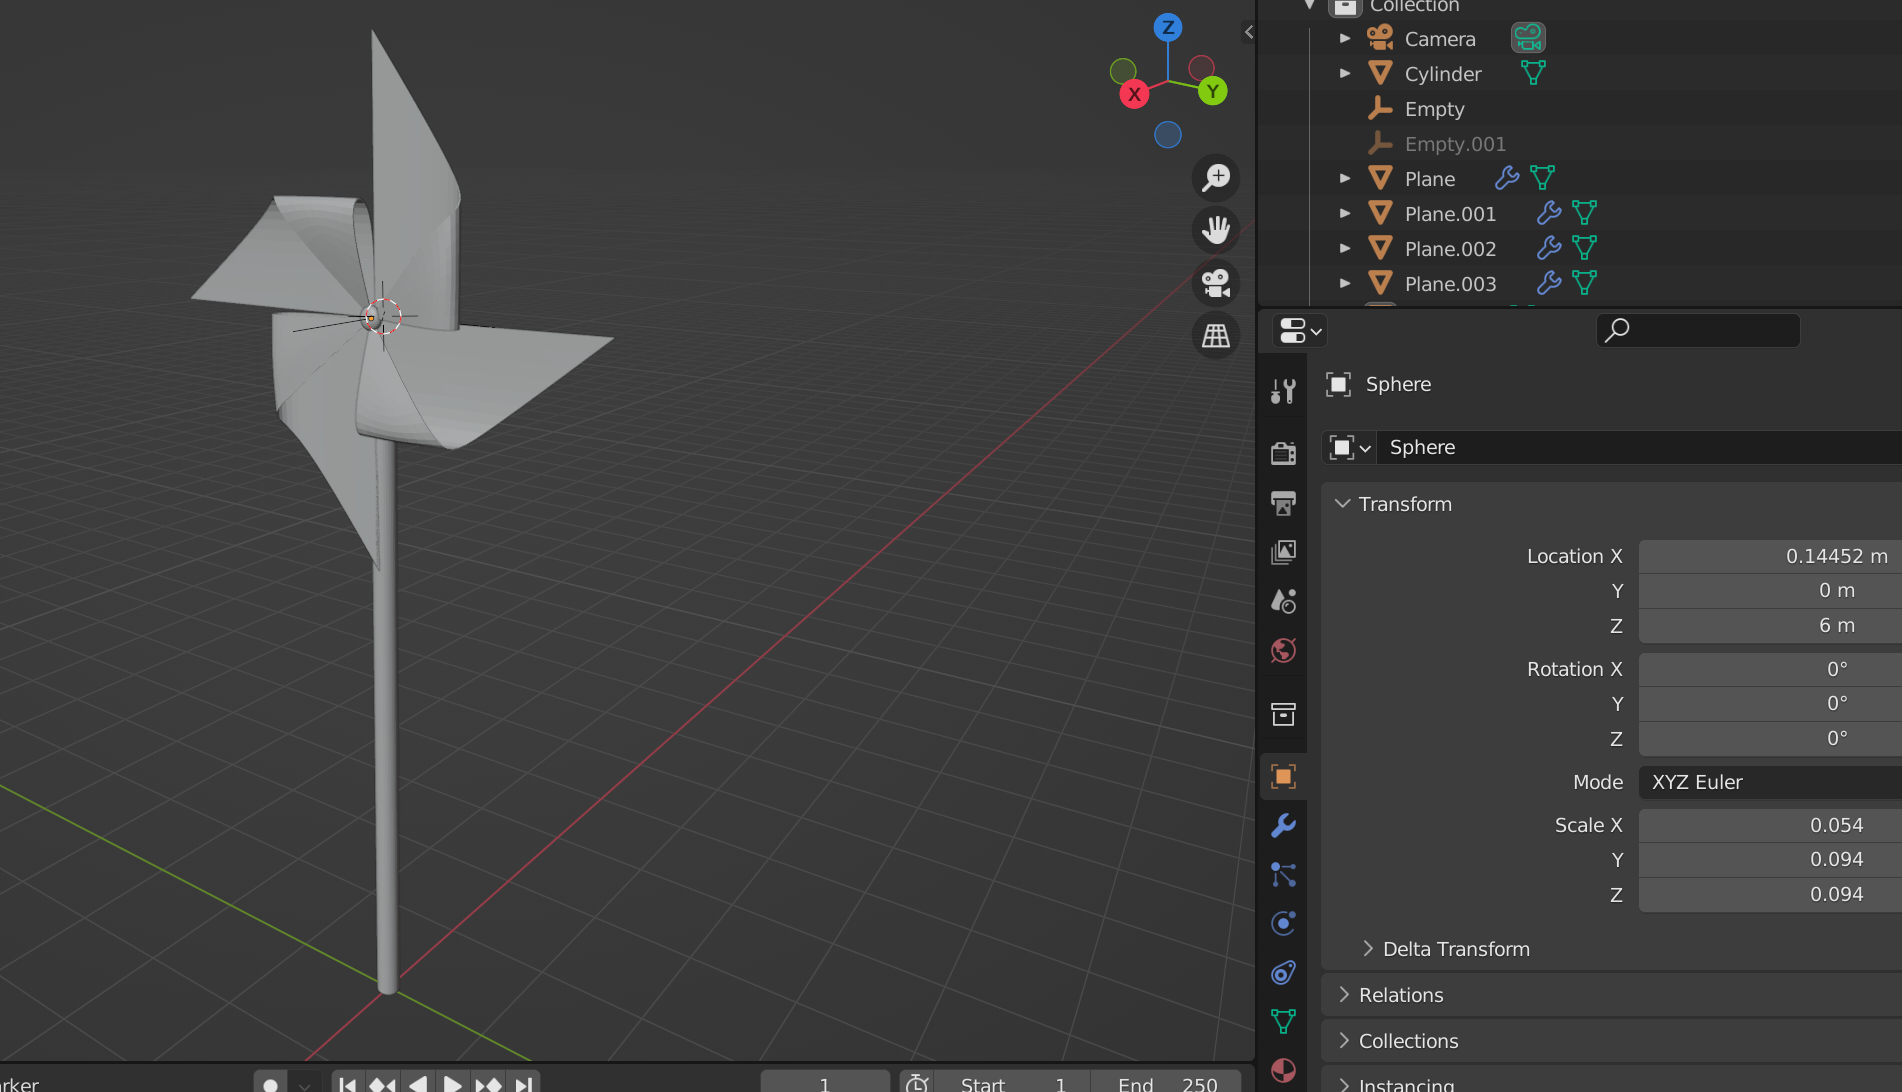 Collection
Camera
Cylinder
Empty
Empty.001
Plane
Plane.001
Plane.002
Plane.003
Z
X
Y
Sphere
Sphere
Transform
Location X 0.14452 m
Y 0 m
Z 6 m
Rotation X 0°
Y 0°
Z 0°
Mode XYZ Euler
Scale X 0.054
Y 0.094
Z 0.094
Delta Transform
Relations
Collections
Instancing
arker 1 Start 1 End 250